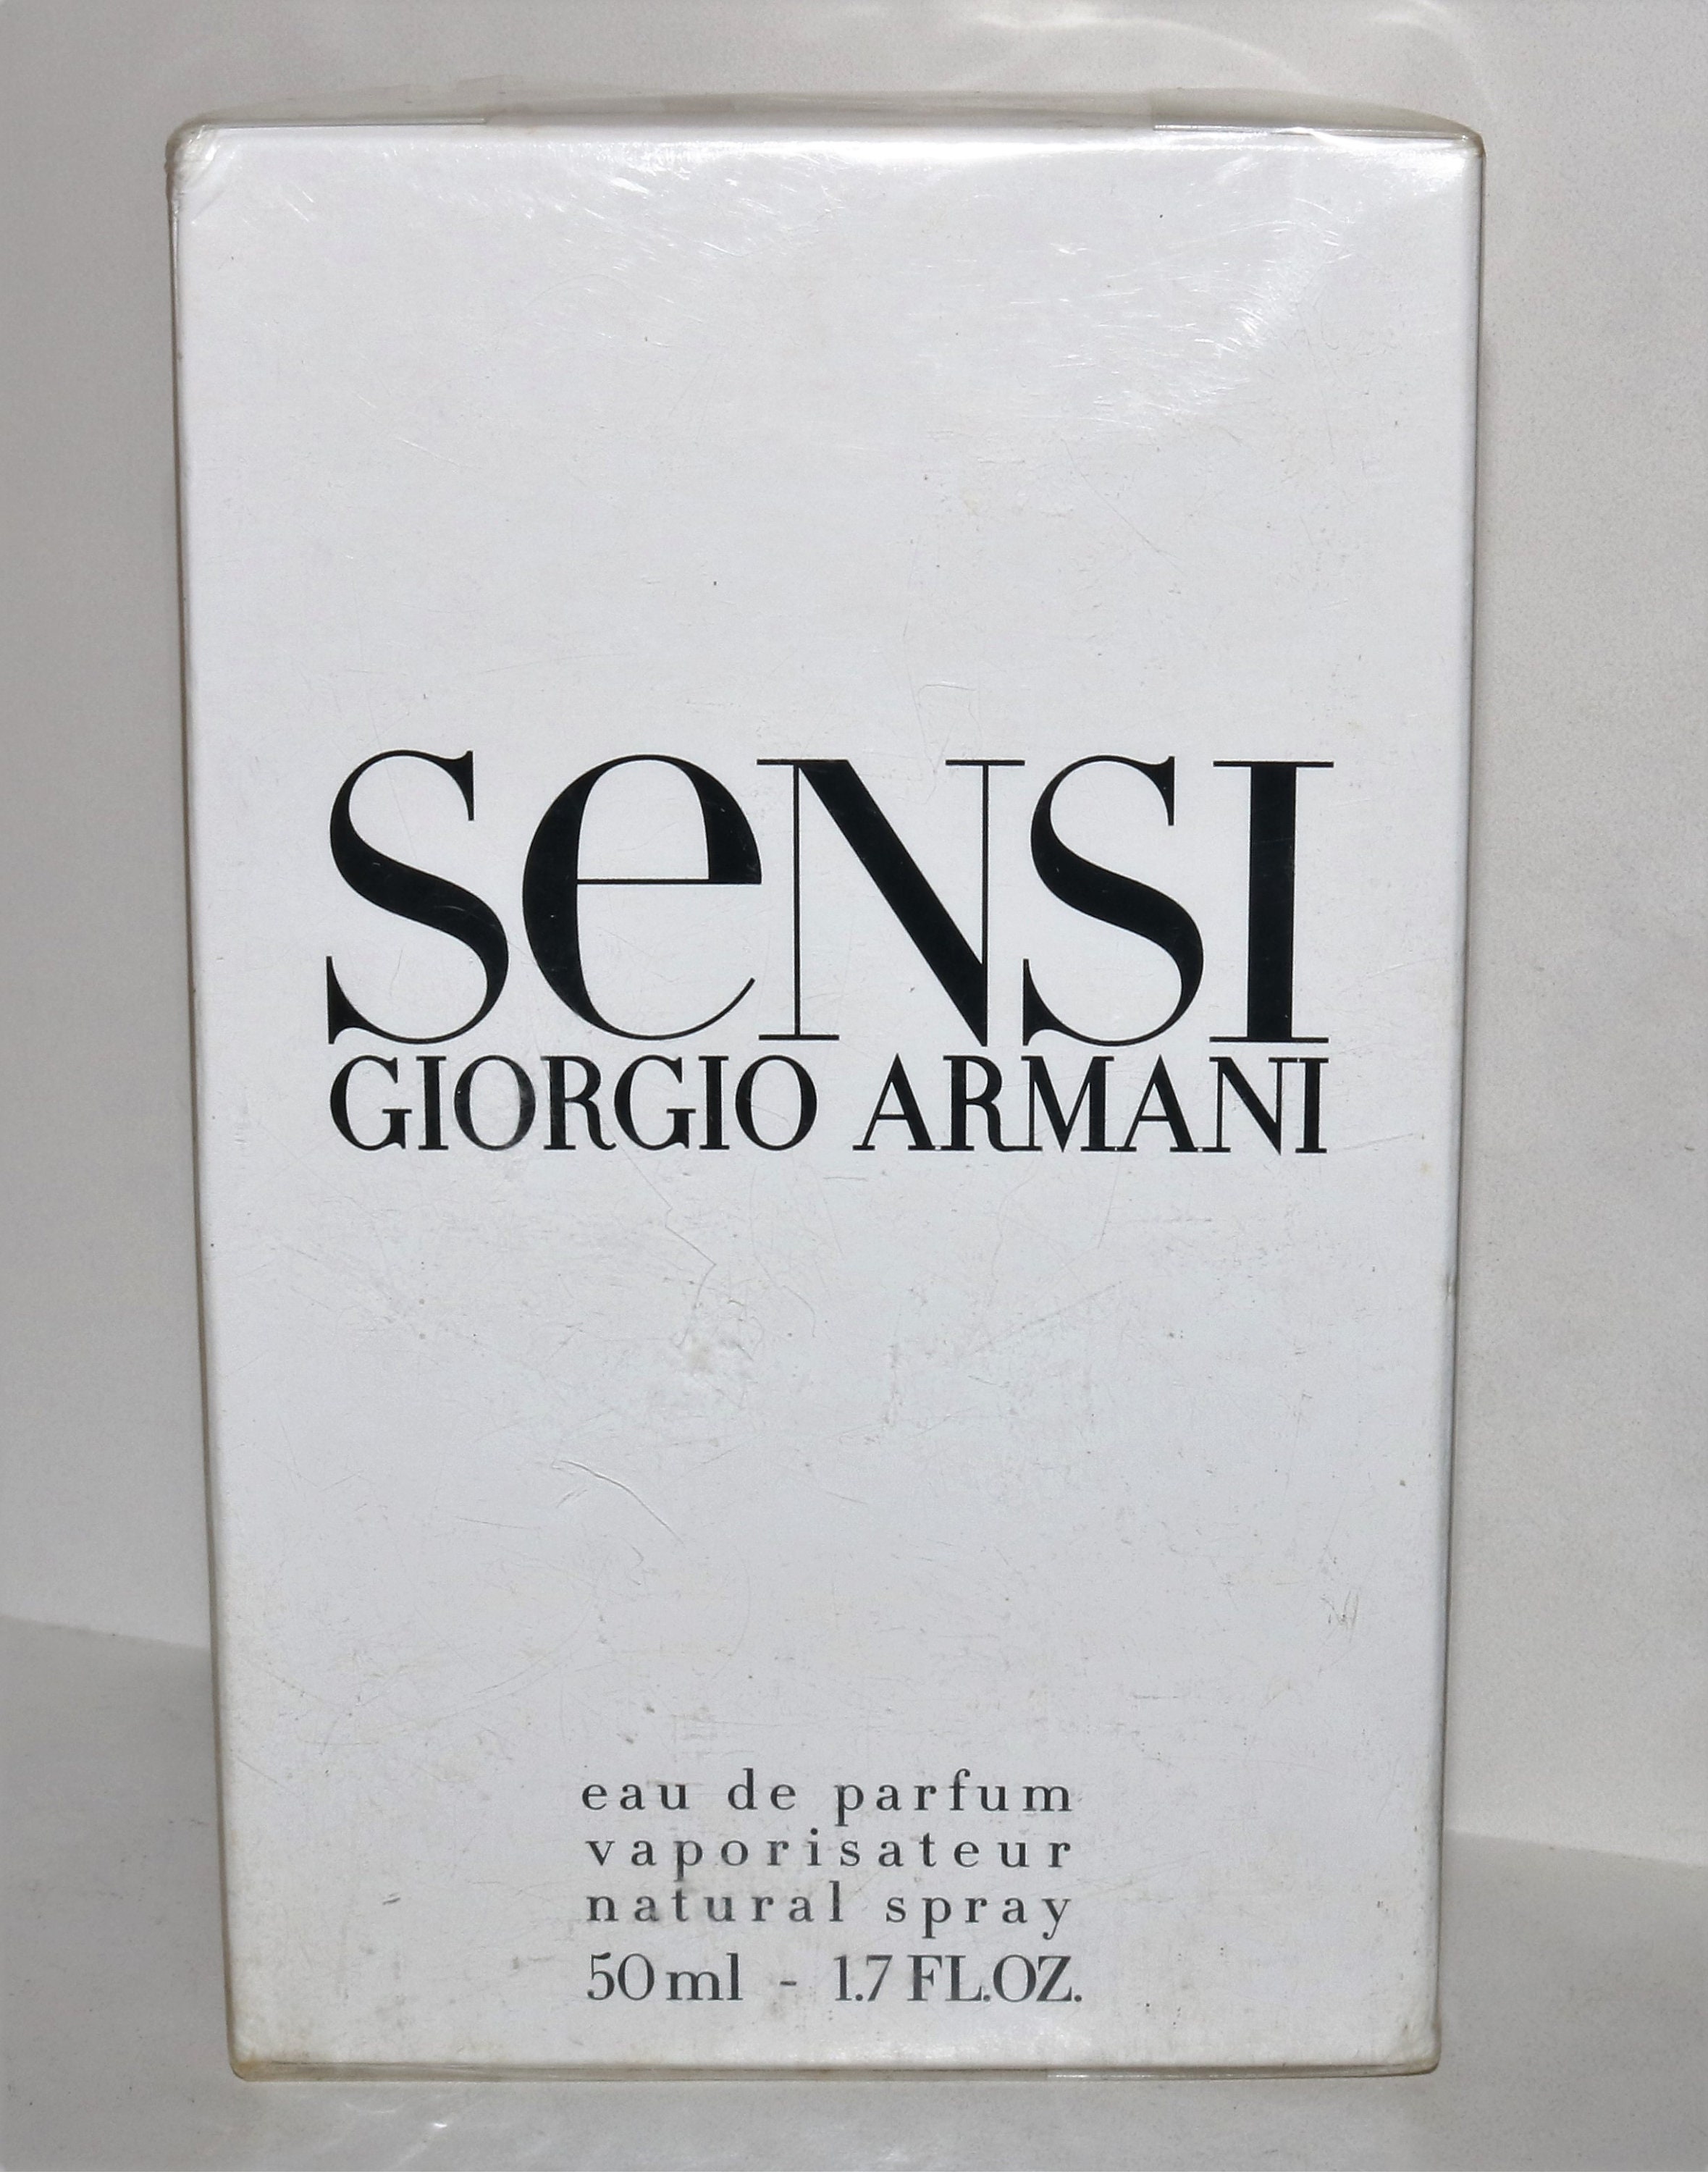 SeNSI
GIORGIO ARMANI
eau de parfum
vaporisateur
natural spray
50ml - 1.7 FL.OZ.